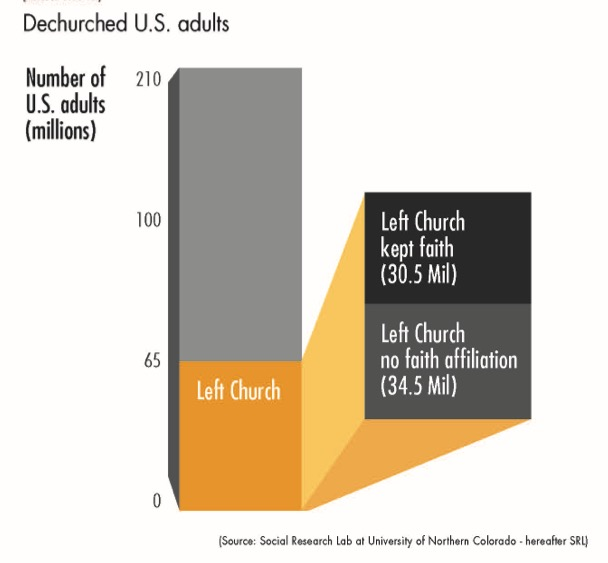 Dechurched U.S. adults
Number of
U.S. adults
(millions)
210
100
65
0
Left Church
Left Church
kept faith
(30.5 Mil)
Left Church
no faith affiliation
(34.5 Mil)
(Source: Social Research Lab at University of Northern Colorado - hereafter SRL)